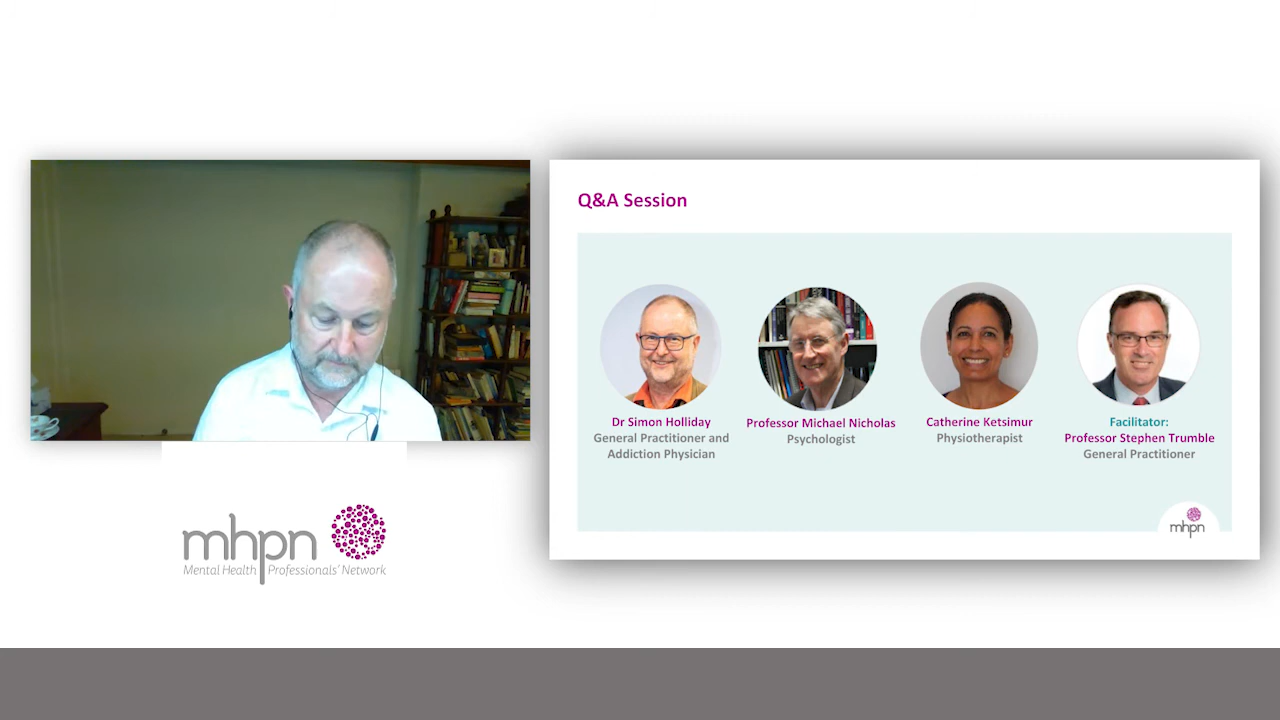 Q&A Session
Dr Simon Holliday
General Practitioner and
Addiction Physician
Professor Michael Nicholas
Psychologist
Catherine Ketsimur
Physiotherapist
Facilitator:
Professor Stephen Trumble
General Practitioner
mhpn
mhpn
Mental Health Professionals' Network